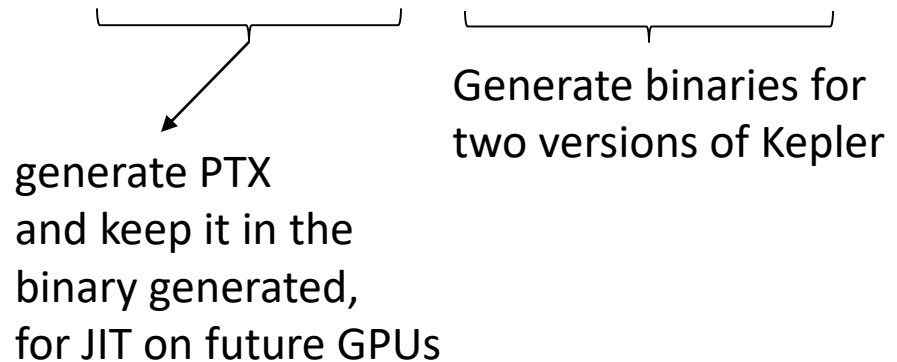 Generate binaries for
two versions of Kepler
generate PTX
and keep it in the
binary generated,
for JIT on future GPUs